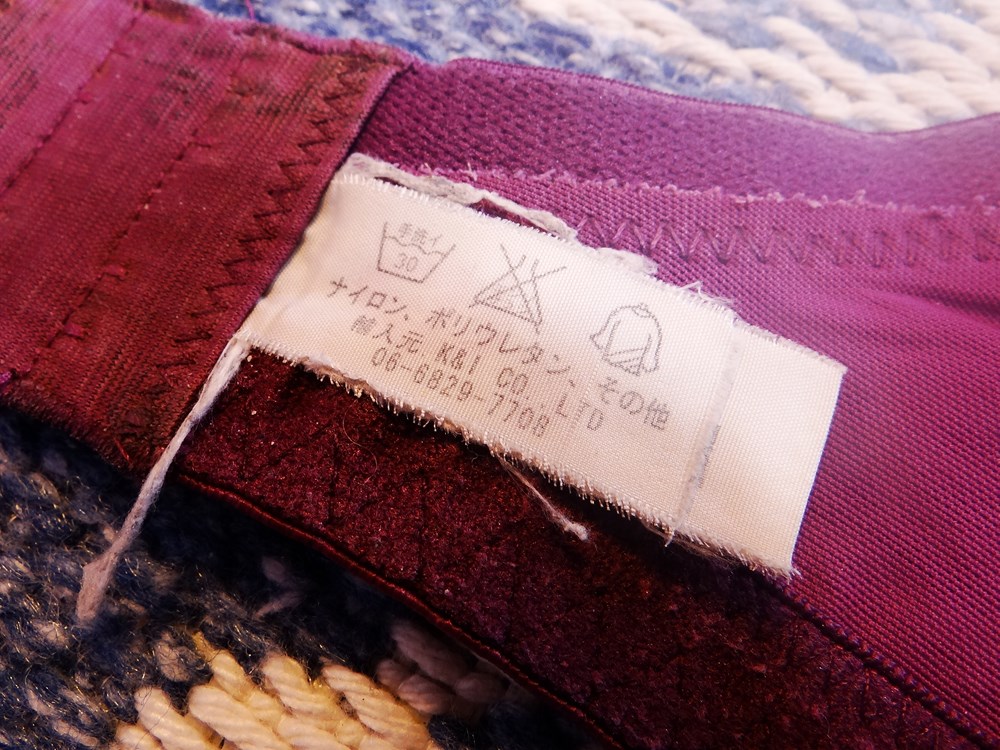 手洗イ
30
ナイロン、ポリウレタン、その他
輸入元 K&I CO. LTD
06-6829-7708